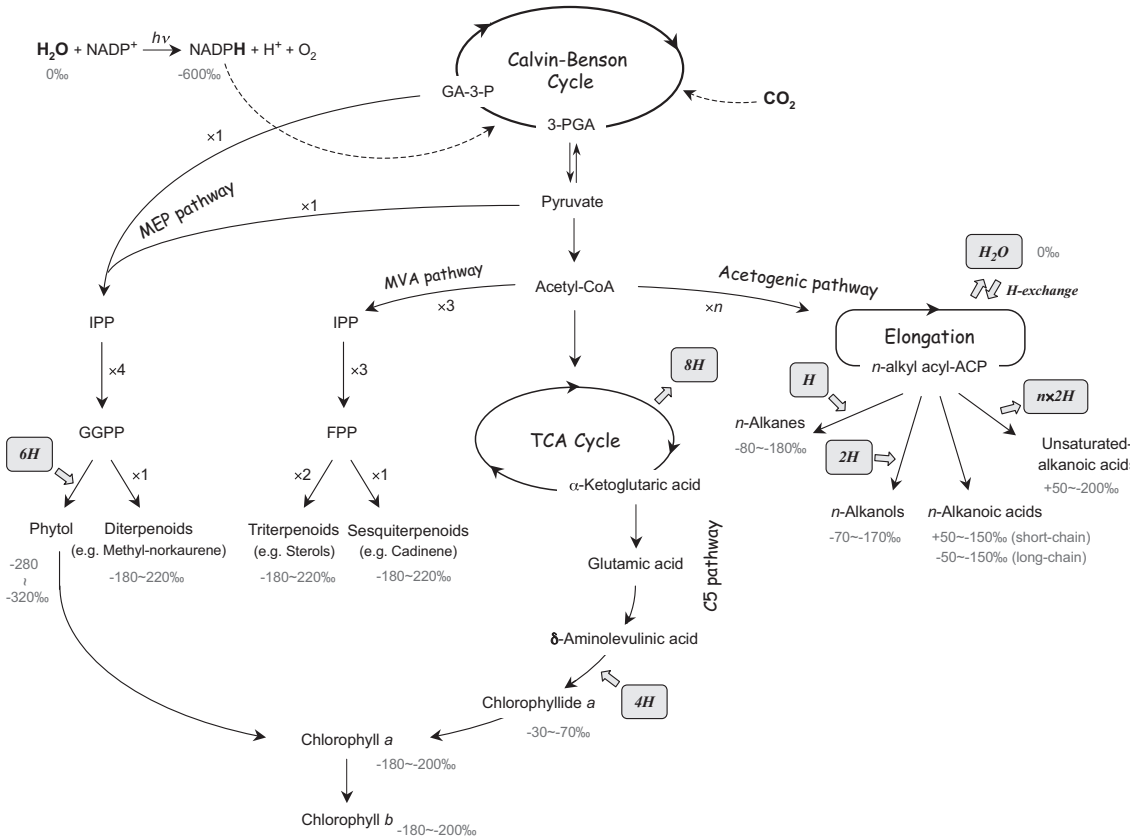 H₂O + NADP⁺ hν NADPH + H⁺ + O₂
0‰ -600‰
Calvin-Benson
Cycle
GA-3-P
CO₂
3-PGA
×1
MEP pathway
×1
Pyruvate
H₂O 0‰
H-exchange
MVA pathway
Acetyl-CoA
Acetogenic pathway
×3
×n
IPP
IPP
Elongation
n-alkyl acyl-ACP
×4
×3
8H
H
n×2H
GGPP
FPP
TCA Cycle
n-Alkanes
-80~-180‰
2H
Unsaturated-
alkanoic acids
+50~-200‰
6H
×1
×2
×1
α-Ketoglutaric acid
Phytol
Diterpenoids
(e.g. Methyl-norkaurene)
-180~220‰
-280
~
-320‰
Triterpenoids
(e.g. Sterols)
-180~220‰
Sesquiterpenoids
(e.g. Cadinene)
-180~220‰
n-Alkanols
-70~-170‰
n-Alkanoic acids
+50~-150‰ (short-chain)
-50~-150‰ (long-chain)
Glutamic acid
C5 pathway
δ-Aminolevulinic acid
4H
Chlorophyllide a
-30~-70‰
Chlorophyll a
-180~-200‰
Chlorophyll b
-180~-200‰